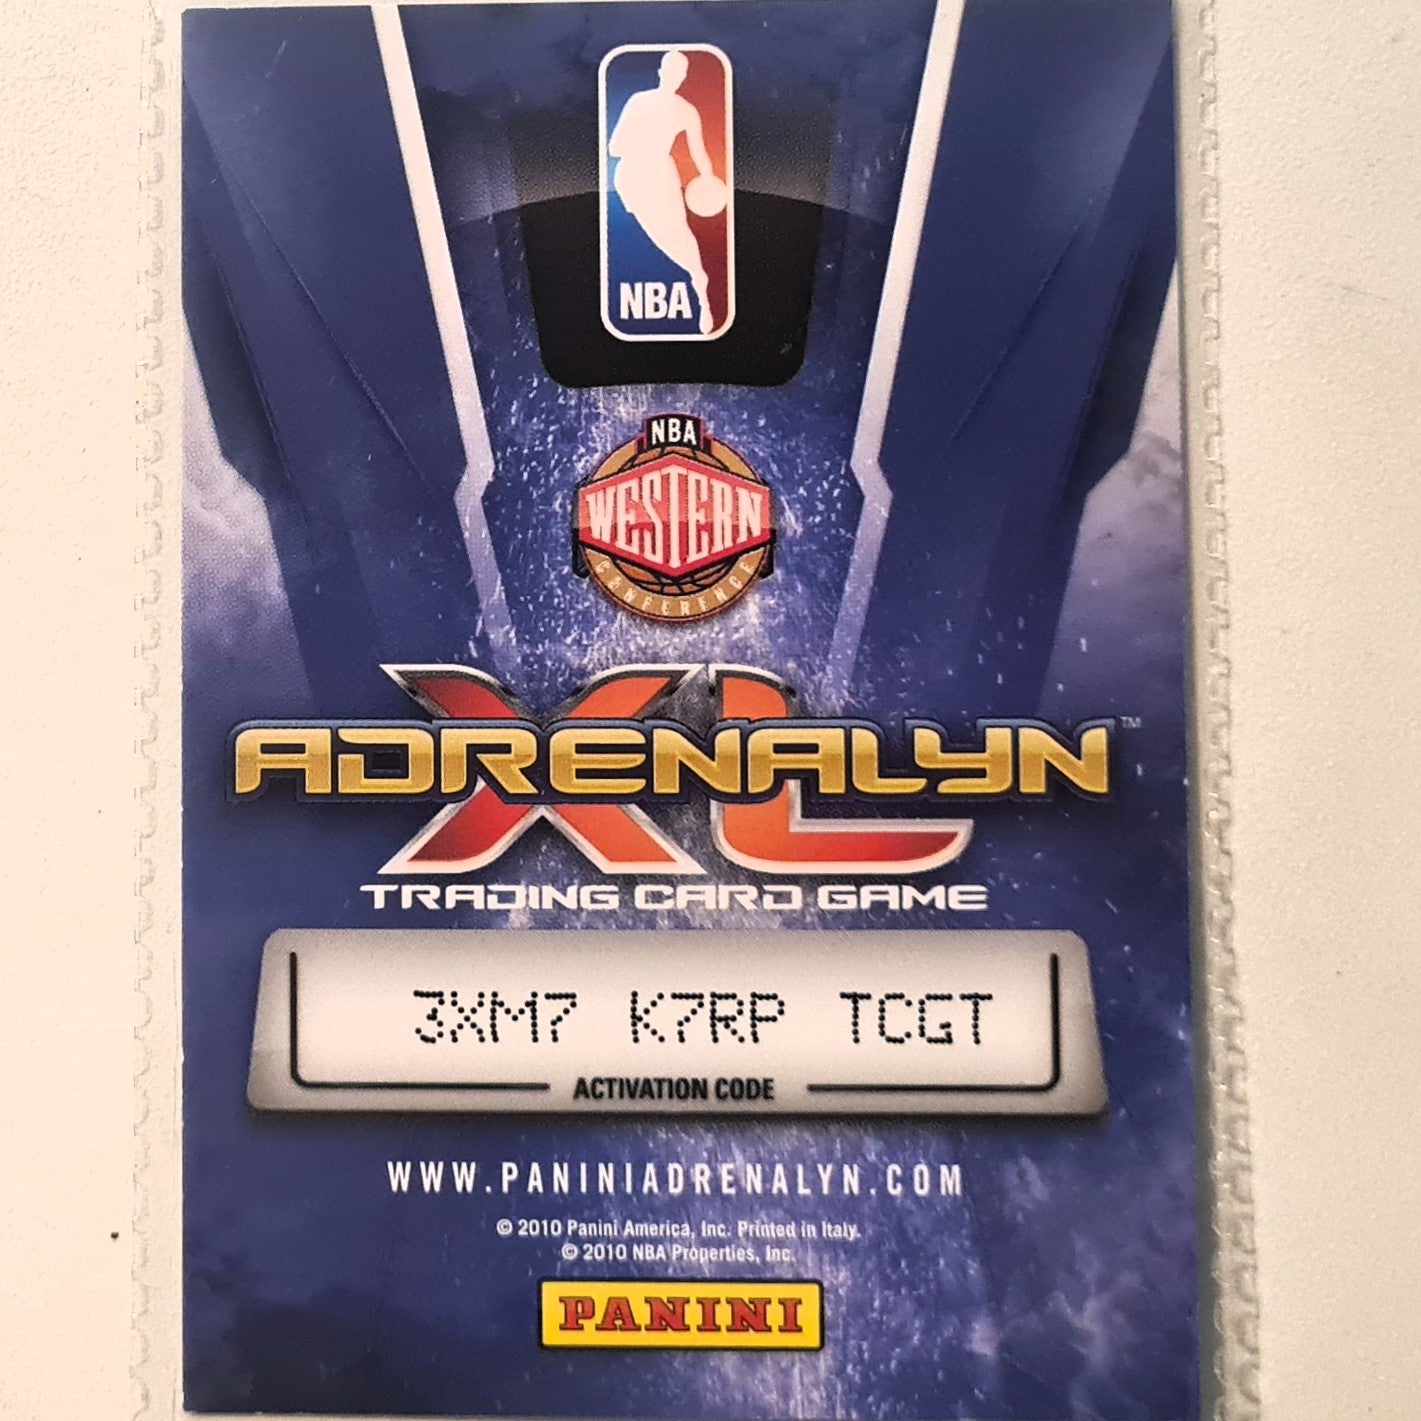 NBA
NBA
WESTERN
CONFERENCE
XL
ADRENALYN™
TRADING CARD GAME
3XM7 K7RP TCGT
ACTIVATION CODE
WWW.PANINIADRENALYN.COM
© 2010 Panini America, Inc. Printed in Italy.
© 2010 NBA Properties, Inc.
PANINI